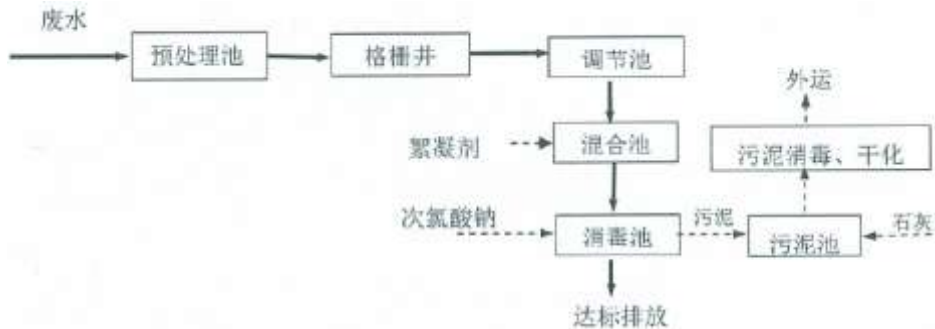 废水
预处理池
格栅井
调节池
外运
絮凝剂
混合池
污泥消毒、干化
次氯酸钠
消毒池
污泥
污泥池
石灰
达标排放